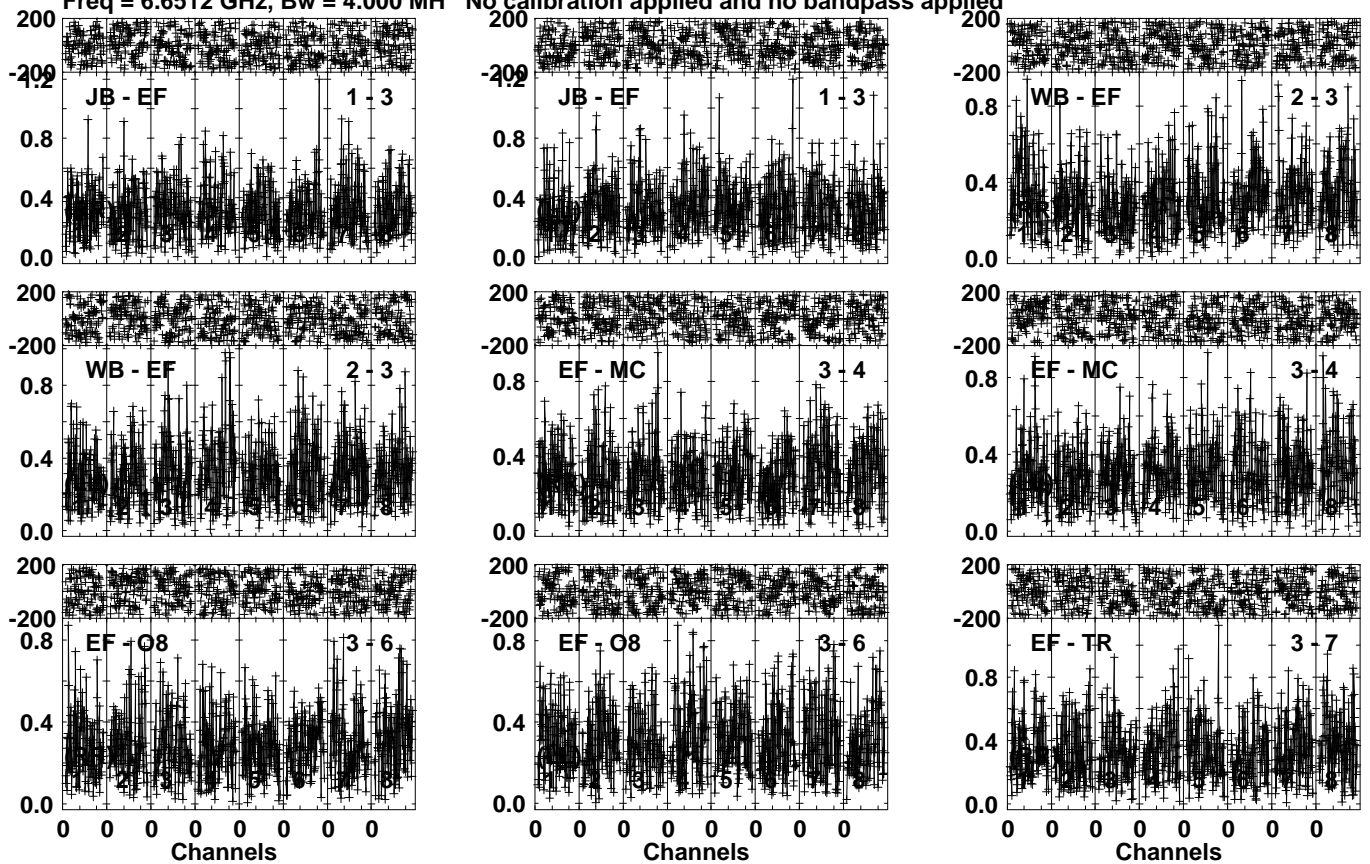 Freq = 6.6512 GHz, Bw = 4.000 MH No calibration applied and no bandpass applied
200 200 200
-200 -200 -200
1.2 1.2
JB - EF 1 - 3 JB - EF 1 - 3 WB - EF 2 - 3
0.8 0.8 0.8
0.4 0.4 0.4
0.0 0.0 0.0
200 200 200
-200 -200 -200
WB - EF 2 - 3 EF - MC 3 - 4 EF - MC 3 - 4
0.8 0.8 0.8
0.4 0.4 0.4
0.0 0.0 0.0
200 200 200
-200 -200 -200
EF - O8 3 - 6 EF - O8 3 - 6 EF - TR 3 - 7
0.8 0.8 0.8
0.4 0.4 0.4
0.0 0.0 0.0
0 0 0 0 0 0 0 0 0 0 0 0 0 0 0 0 0 0 0 0 0 0 0 0
Channels Channels Channels